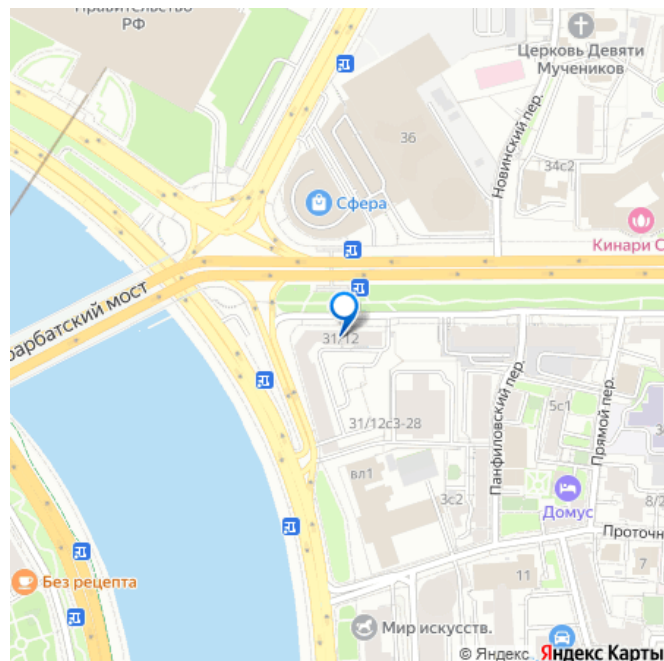 Правительство
РФ
Церковь Девяти
Мучеников
36
Новинский пер.
34с2
Сфера
Кинари С
арбатский мост
31/12
31/12с3-28
Панфиловский пер.
5с1
Прямой пер.
3
вл1
3с2
Домус
8/2
Проточн
7
11
Без рецепта
Мир искусств.
© Яндекс Яндекс Карты